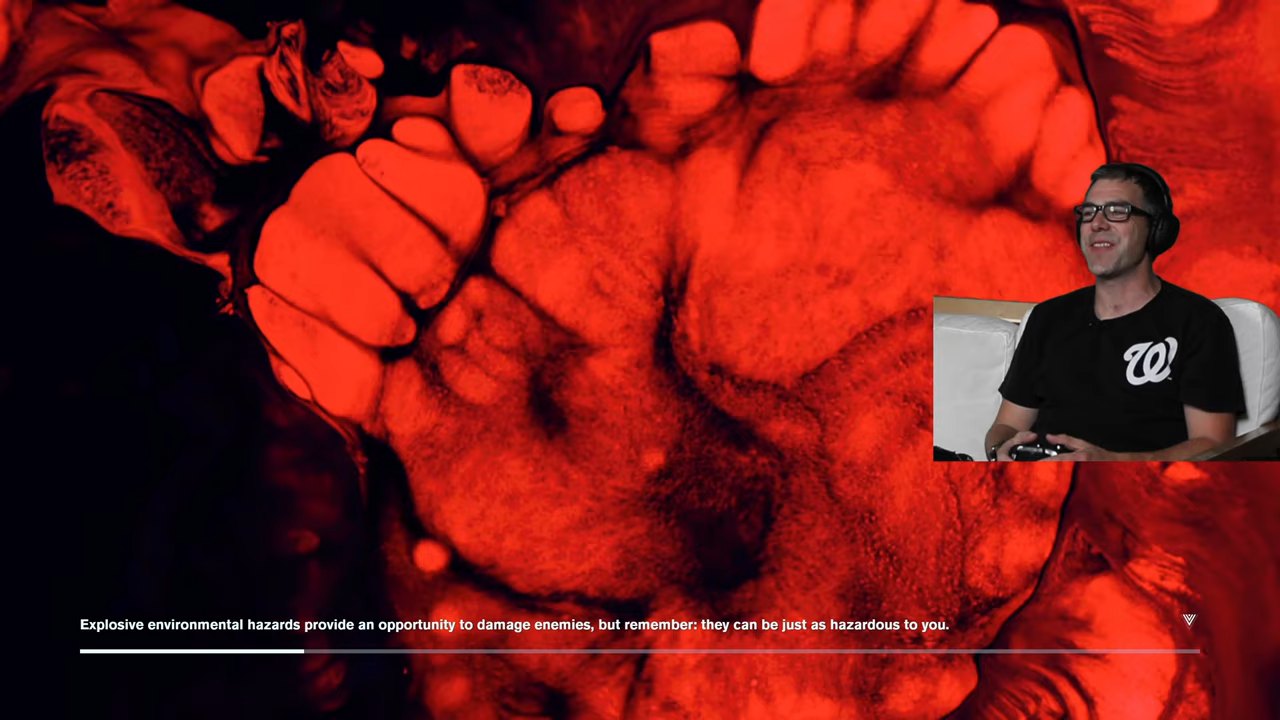 W
Explosive environmental hazards provide an opportunity to damage enemies, but remember: they can be just as hazardous to you.